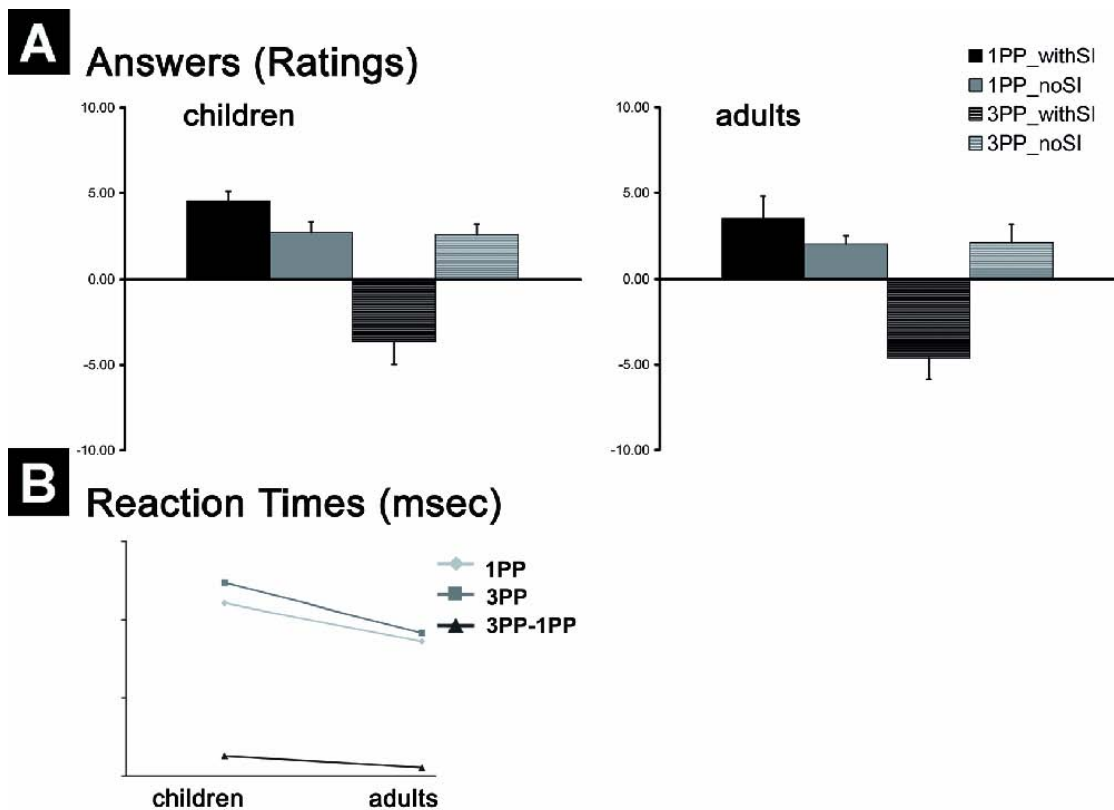 A
Answers (Ratings)
1PP_withSI
1PP_noSI
3PP_withSI
3PP_noSI
children
10.00
5.00
0.00
-5.00
-10.00
adults
10.00
5.00
0.00
-5.00
-10.00
B
Reaction Times (msec)
1PP
3PP
3PP-1PP
children
adults